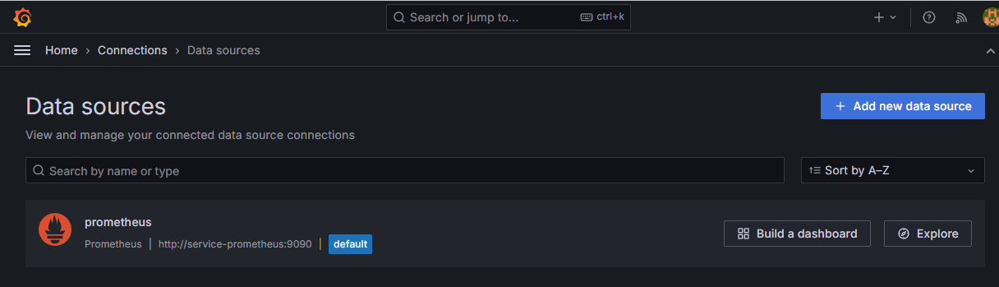 Search or jump to... ctrl+k
Home › Connections › Data sources
Data sources
+ Add new data source
View and manage your connected data source connections
Search by name or type
Sort by A–Z
prometheus
Prometheus | http://service-prometheus:9090 | default
Build a dashboard
Explore